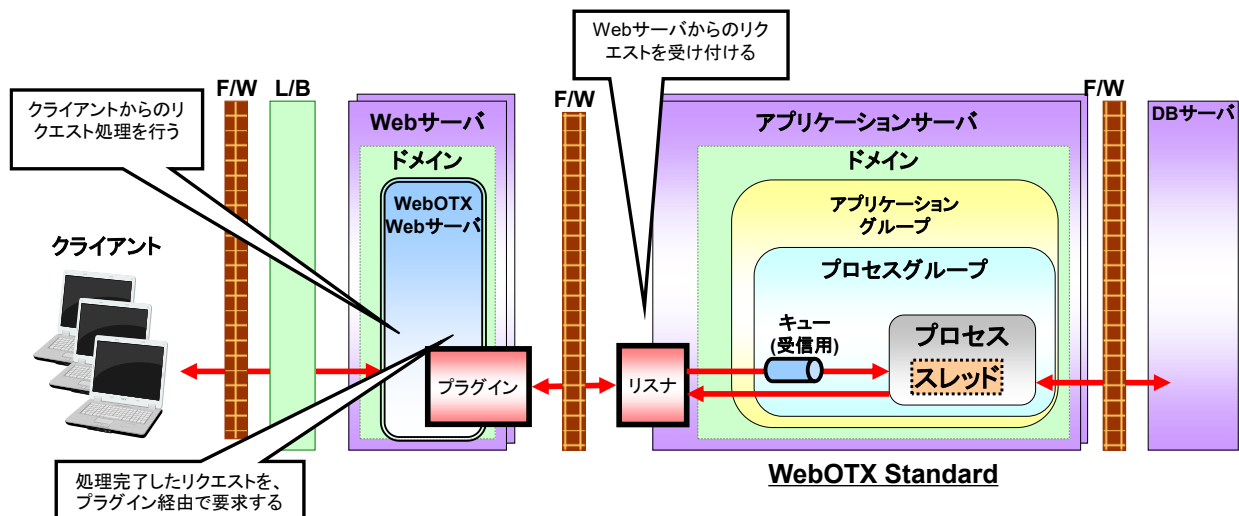 Webサーバからのリク
エストを受け付ける
クライアントからのリ
クエスト処理を行う
F/W
L/B
F/W
F/W
Webサーバ
ドメイン
WebOTX
Webサーバ
アプリケーションサーバ
ドメイン
アプリケーション
グループ
プロセスグループ
DBサーバ
クライアント
キュー
(受信用)
プロセス
スレッド
プラグイン
リスナ
処理完了したリクエストを、
プラグイン経由で要求する
WebOTX Standard